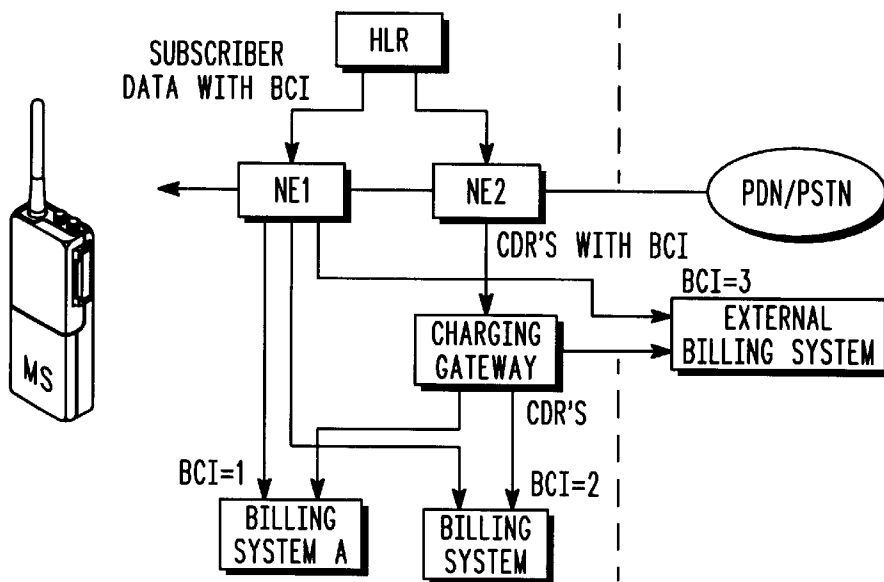 HLR
SUBSCRIBER
DATA WITH BCI
NE1
NE2
PDN/PSTN
CDR'S WITH BCI
BCI=3
EXTERNAL
BILLING SYSTEM
CHARGING
GATEWAY
MS
CDR'S
BCI=1
BCI=2
BILLING
SYSTEM A
BILLING
SYSTEM